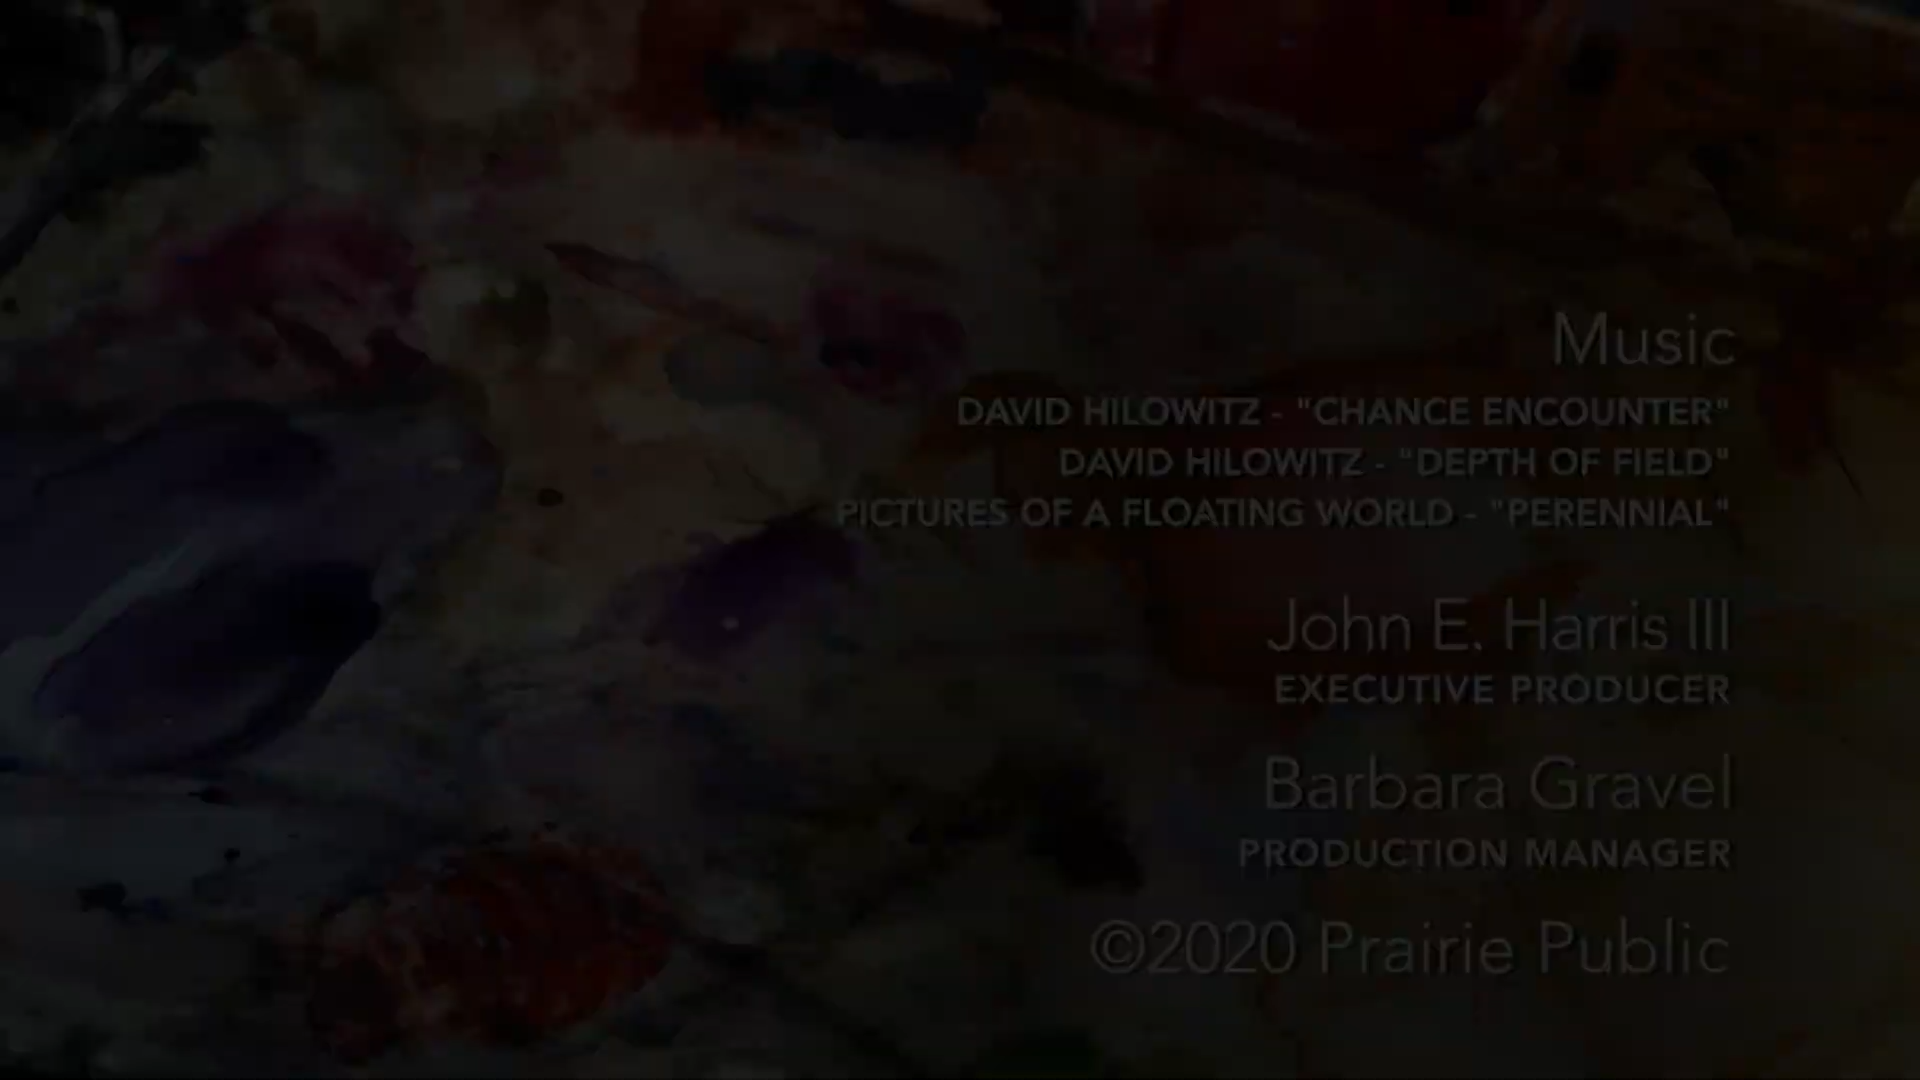 Music
DAVID HILOWITZ - "CHANCE ENCOUNTER"
DAVID HILOWITZ - "DEPTH OF FIELD"
PICTURES OF A FLOATING WORLD - "PERENNIAL"
John E. Harris III
EXECUTIVE PRODUCER
Barbara Gravel
PRODUCTION MANAGER
©2020 Prairie Public